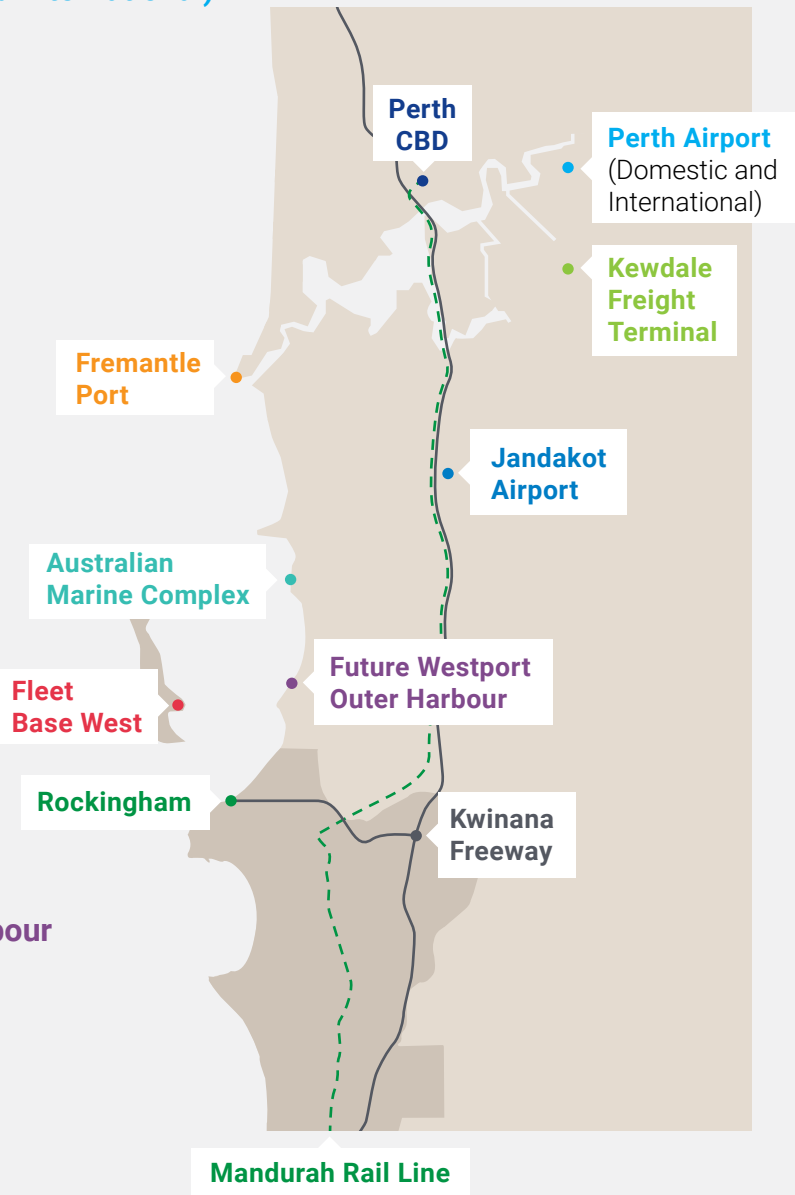 Perth
CBD
Perth Airport
(Domestic and
International)
Kewdale
Freight
Terminal
Fremantle
Port
Jandakot
Airport
Australian
Marine Complex
Future Westport
Outer Harbour
Fleet
Base West
Rockingham
Kwinana
Freeway
Mandurah Rail Line